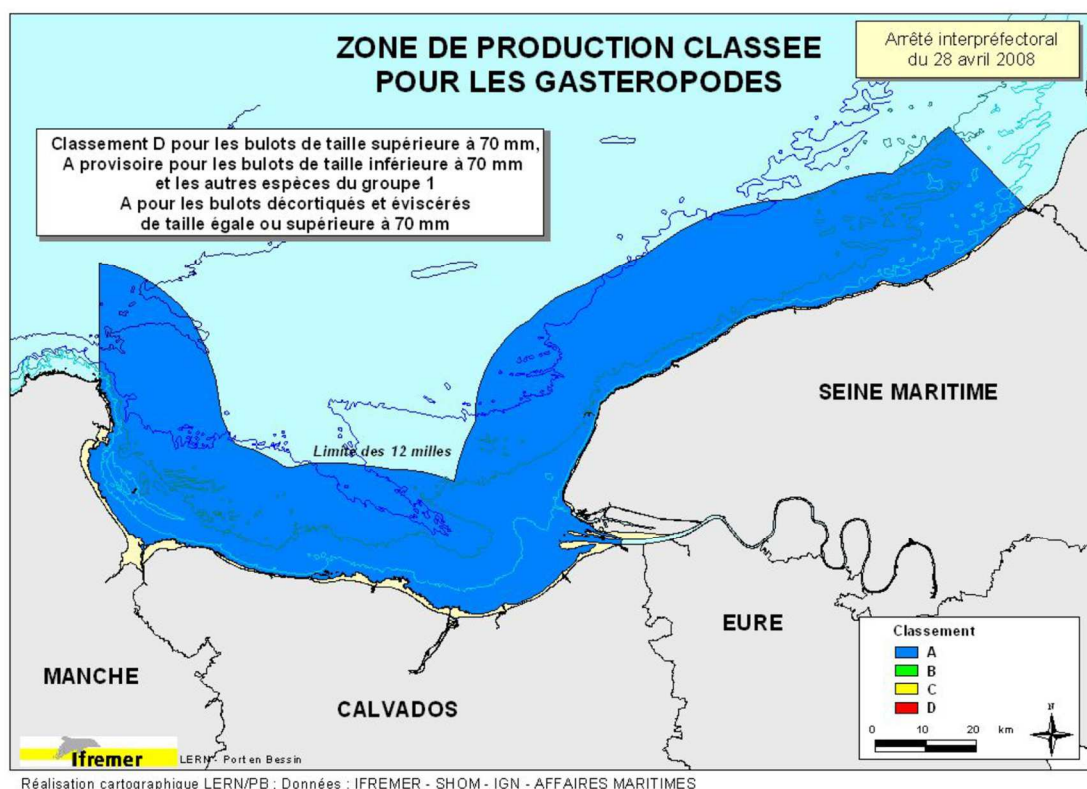 ZONE DE PRODUCTION CLASSEE
POUR LES GASTEROPODES
Arrêté interpréfectoral
du 28 avril 2008
Classement D pour les bulots de taille supérieure à 70 mm,
A provisoire pour les bulots de taille inférieure à 70 mm
et les autres espèces du groupe 1
A pour les bulots décortiqués et éviscérés
de taille égale ou supérieure à 70 mm
SEINE MARITIME
Limite des 12 milles
EURE
MANCHE
CALVADOS
Classement
A
B
C
D
0 10 20 km
N
Ifremer
LERN - Port en Bessin
Réalisation cartographique LERN/PB ; Données : IFREMER - SHOM - IGN - AFFAIRES MARITIMES